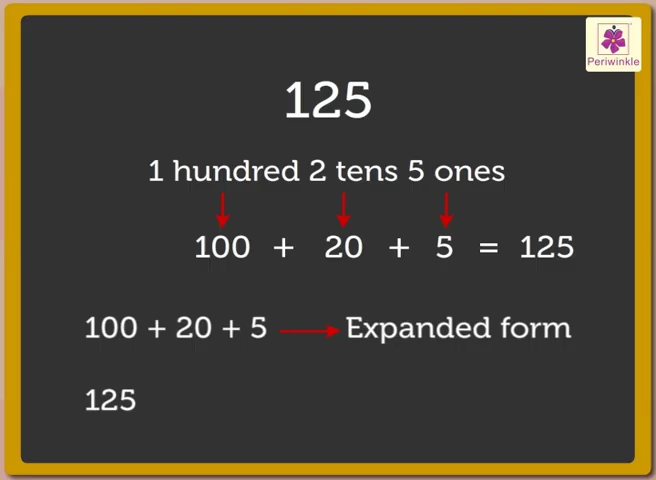 Periwinkle
125
1 hundred 2 tens 5 ones
100 + 20 + 5 = 125
100 + 20 + 5 → Expanded form
125